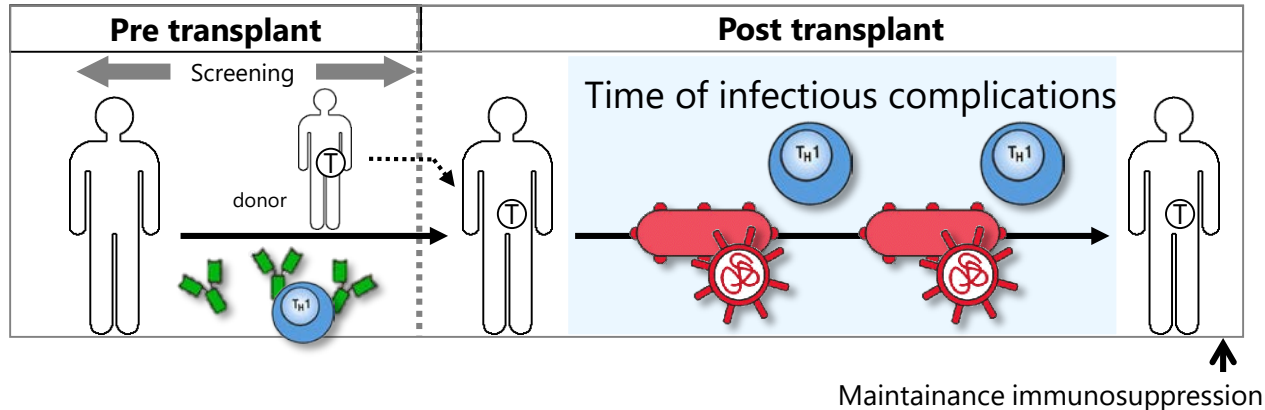 Pre transplant
Post transplant
Screening
Time of infectious complications
T
donor
T
T
TH1
TH1
TH1
Maintainance immunosuppression